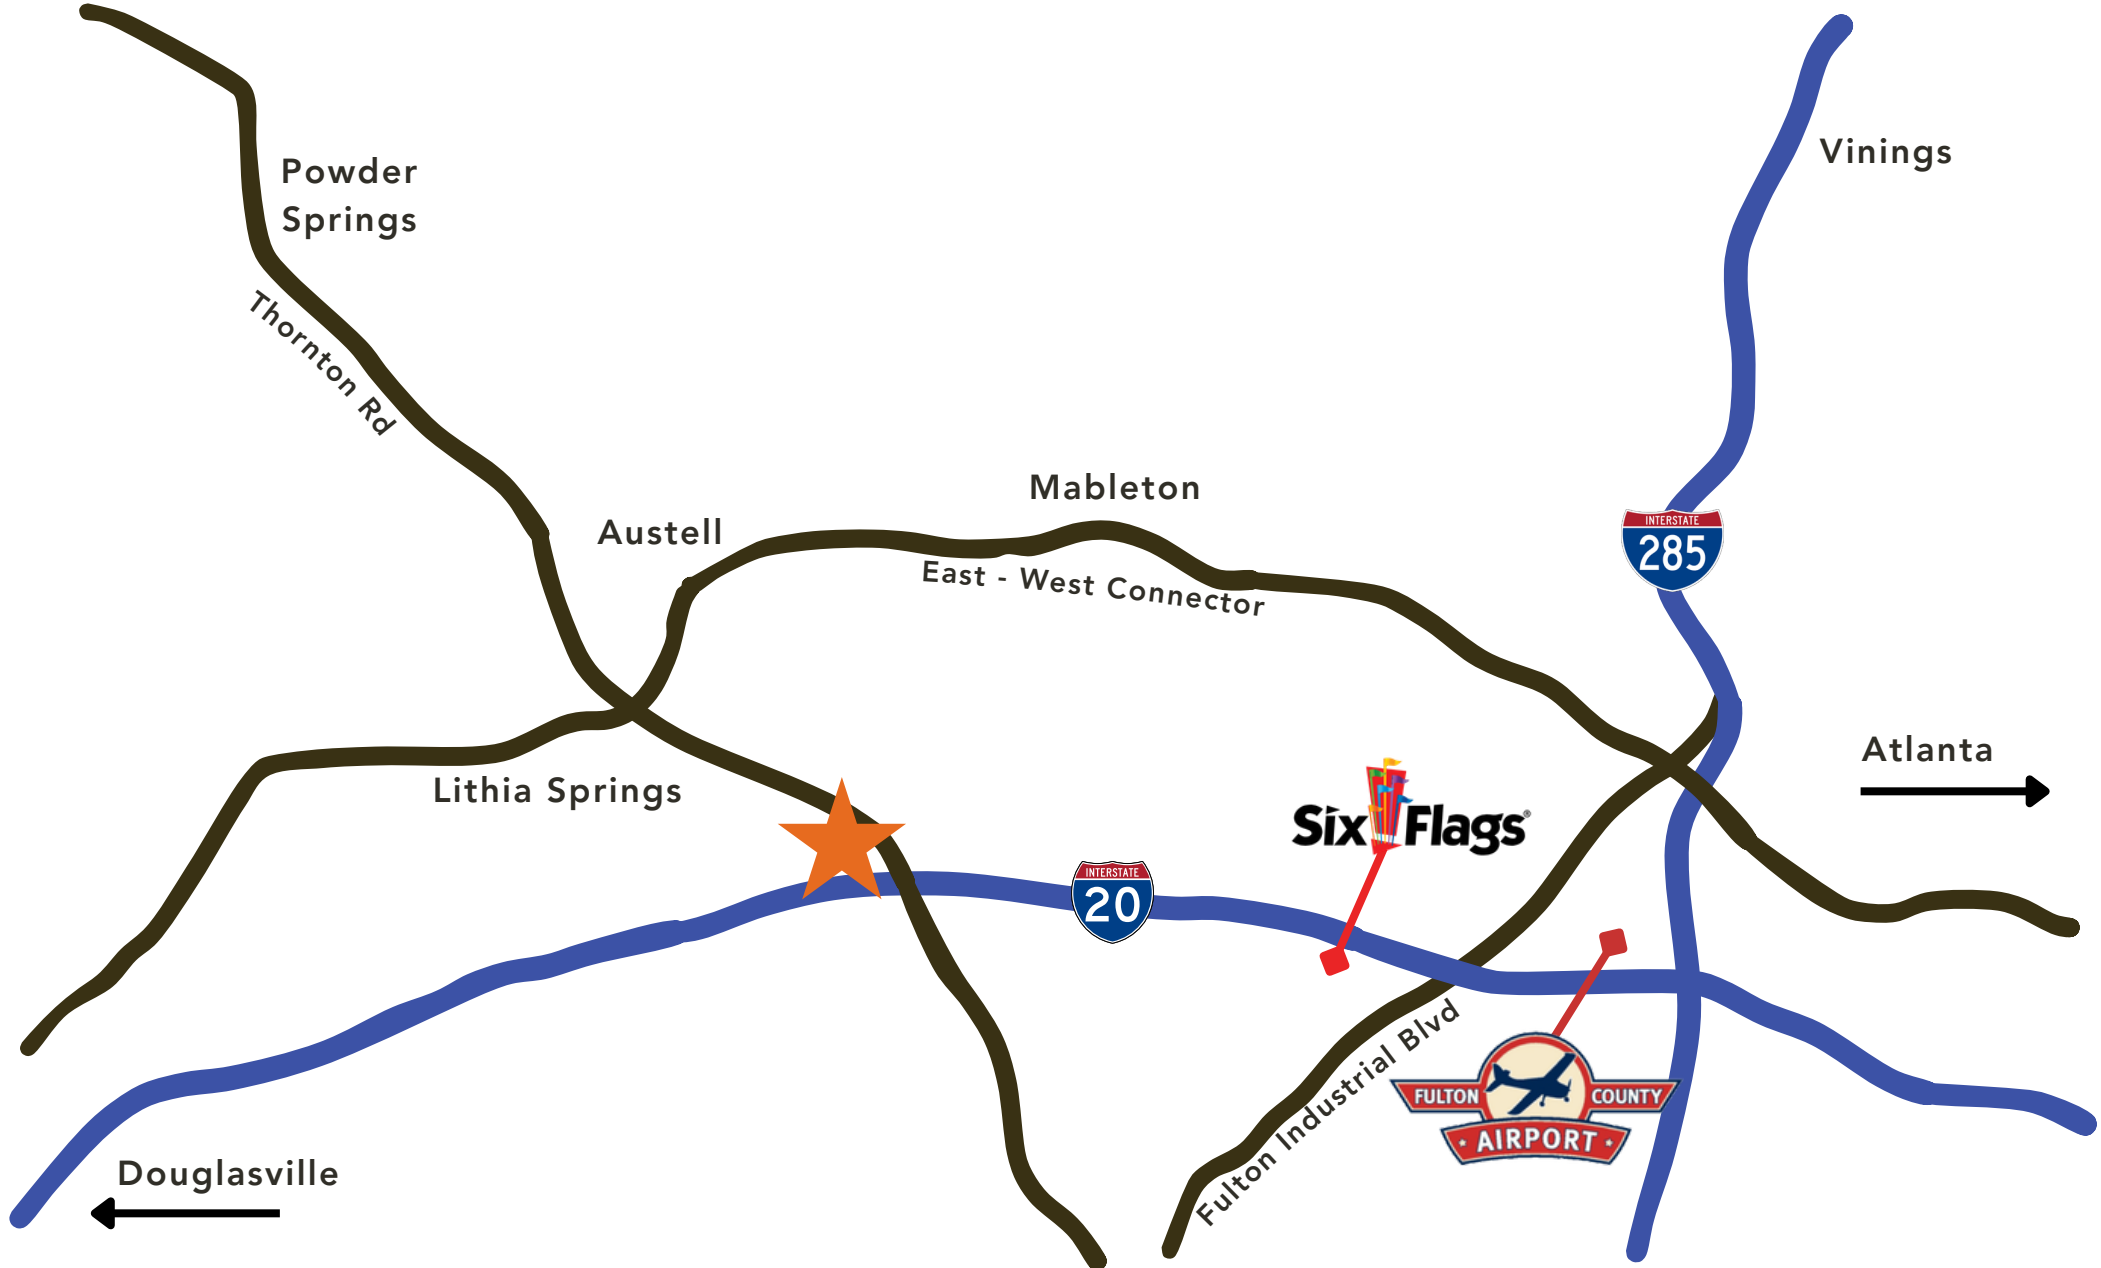 Vinings
Powder
Springs
Thornton Rd
Mableton
Austell
INTERSTATE
285
East - West Connector
Atlanta
Lithia Springs
Six Flags®
INTERSTATE
20
Fulton Industrial Blvd
FULTON COUNTY
AIRPORT
Douglasville